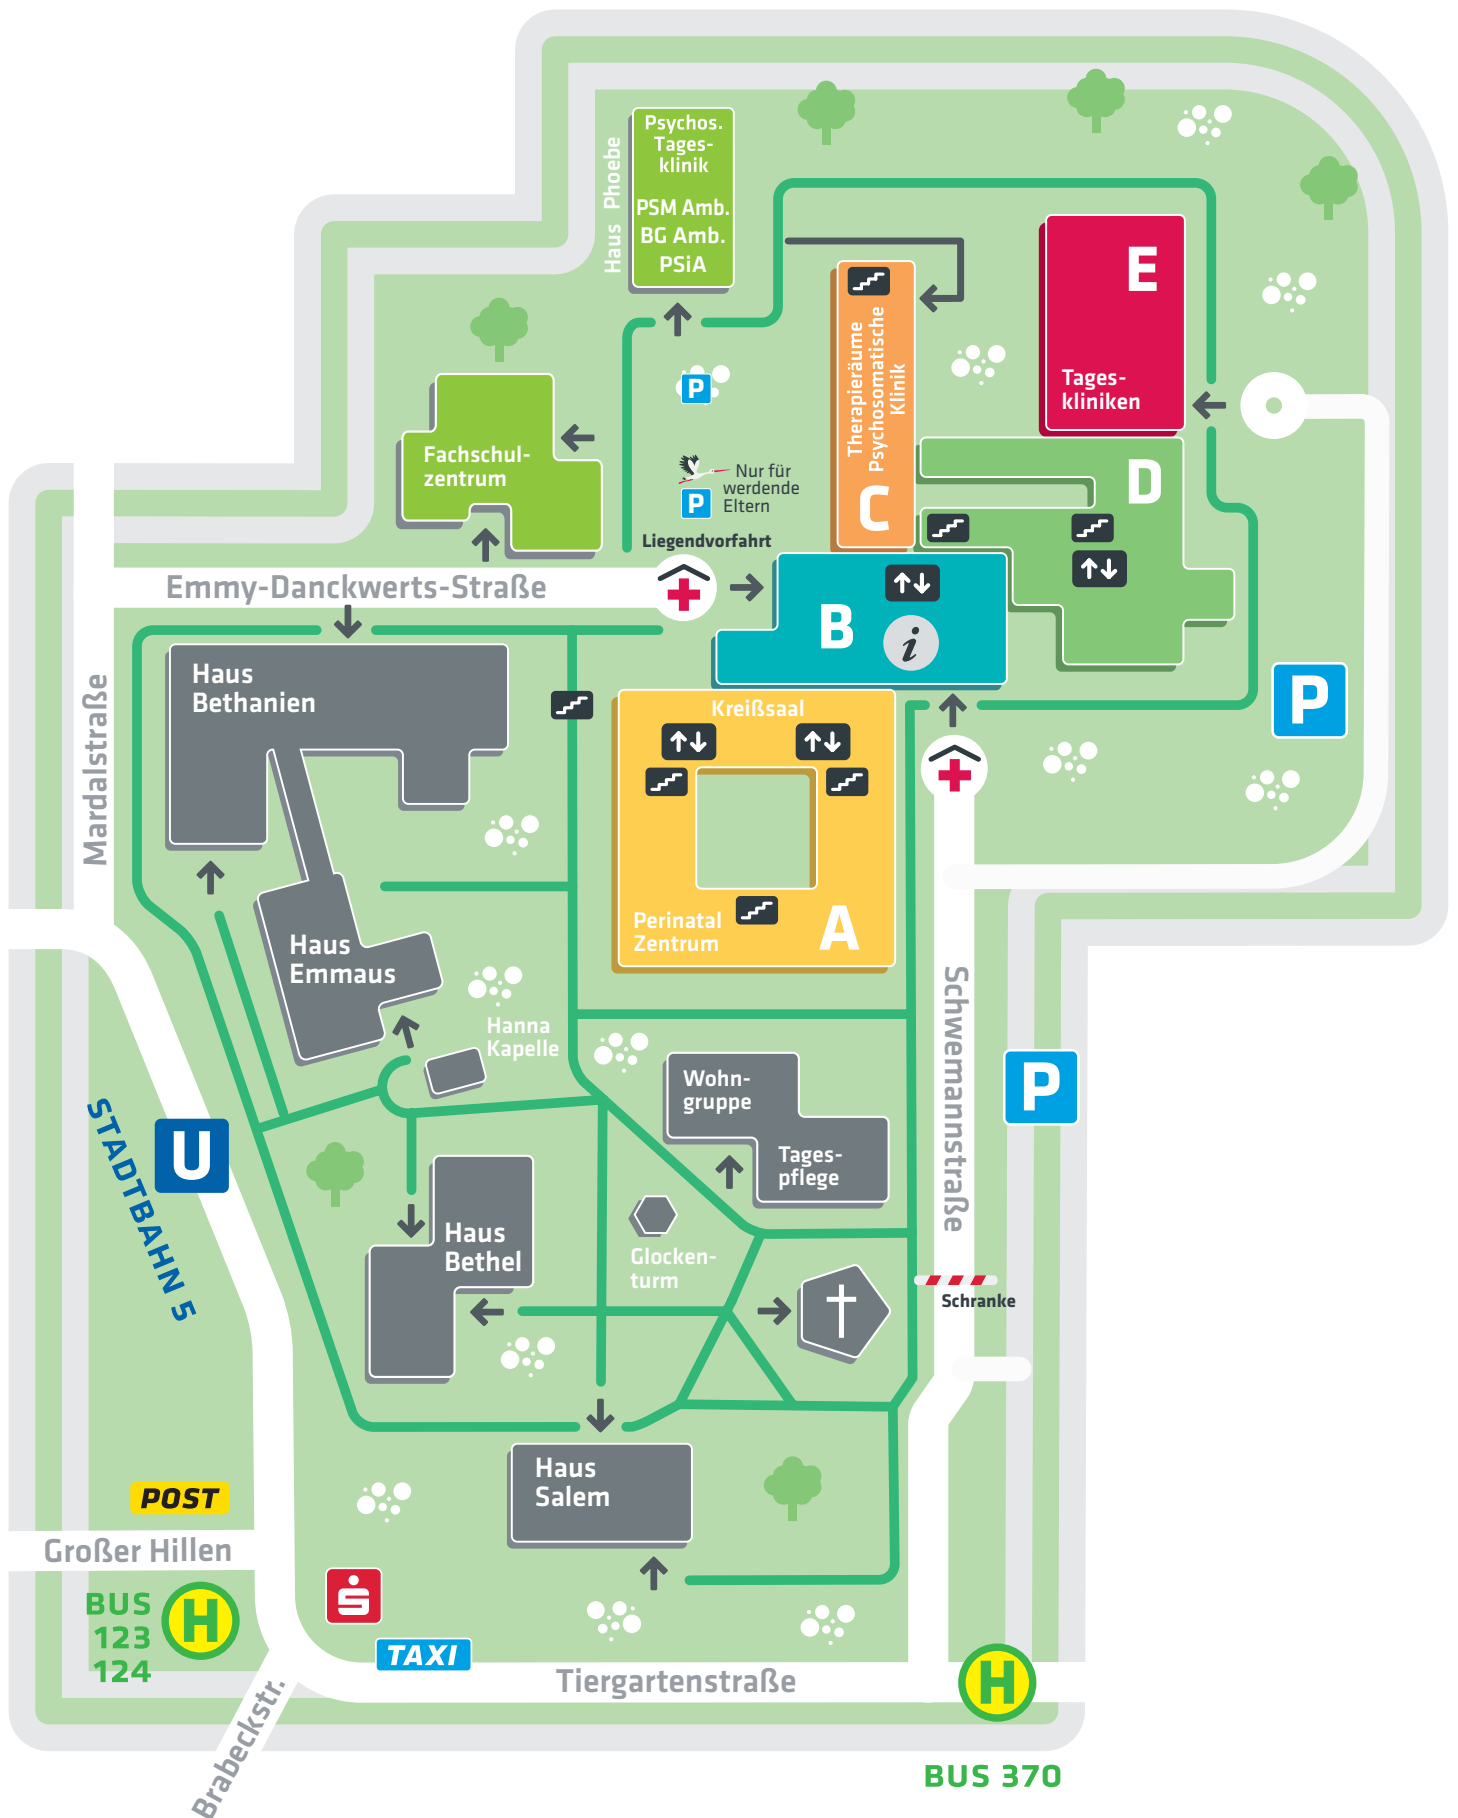 Psychos.
Tages-
klinik
PSM Amb.
BG Amb.
PSiA
Haus Phoebe
E
Tages-
kliniken
Therapieräume
Psychosomatische
Klinik
C
D
Fachschul-
zentrum
P
Nur für
werdende
Eltern
P
Liegendvorfahrt
Emmy-Danckwerts-Straße
B
i
Haus
Bethanien
Mardalstraße
Kreißsaal
Perinatal
Zentrum
A
P
Haus
Emmaus
Hanna
Kapelle
Schwemannstraße
P
Wohn-
gruppe
Tages-
pflege
STADTBAHN 5
U
Haus
Bethel
Glocken-
turm
Schranke
Haus
Salem
POST
Großer Hillen
BUS
123
124
H
S
TAXI
Tiergartenstraße
H
Brabeckstr.
BUS 370